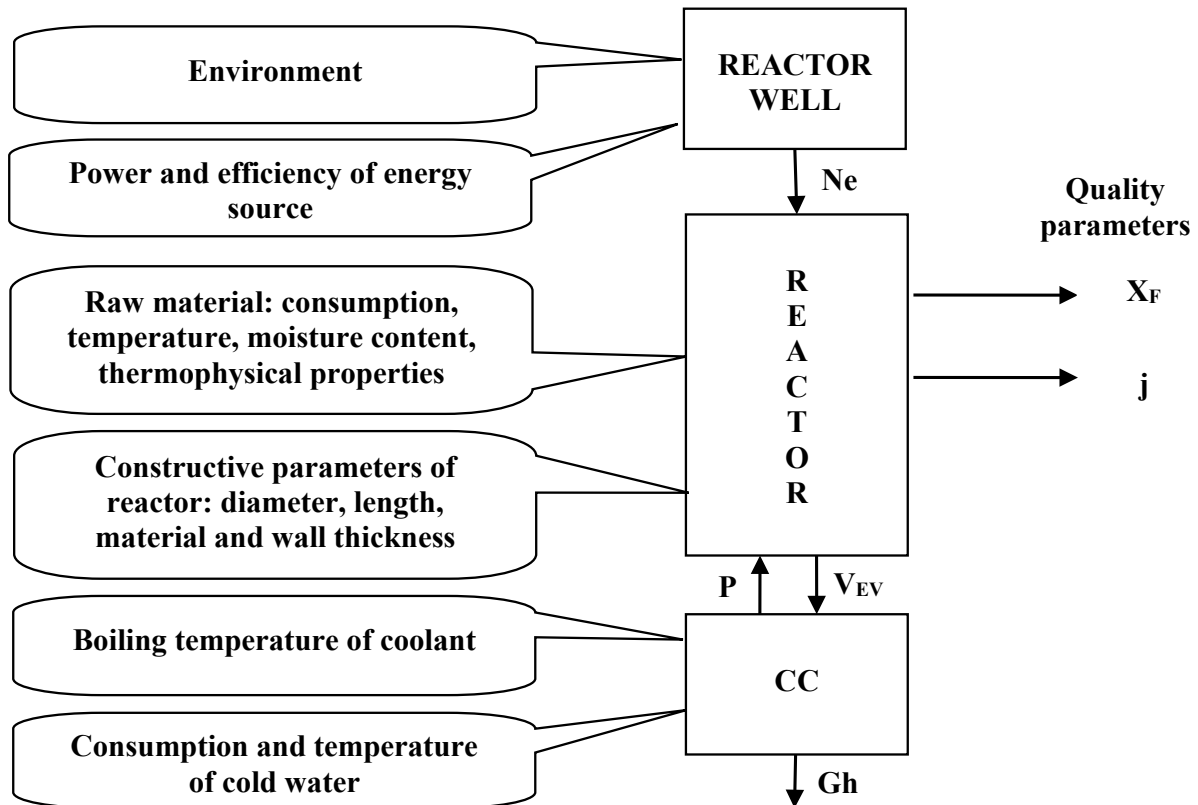 Environment
REACTOR
WELL
Power and efficiency of energy
source
Ne
Quality
parameters
Raw material: consumption,
temperature, moisture content,
thermophysical properties
R
E
A
C
T
O
R
X_F
j
Constructive parameters of
reactor: diameter, length,
material and wall thickness
P
V_EV
Boiling temperature of coolant
CC
Consumption and temperature
of cold water
Gh